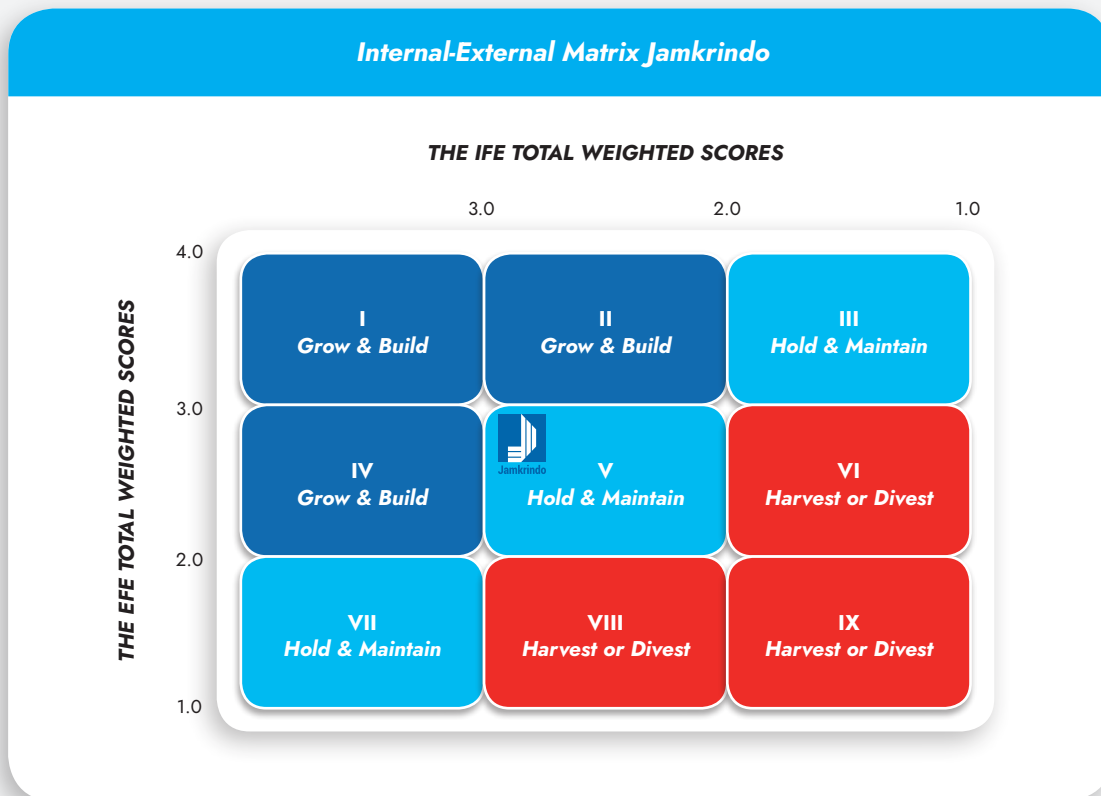 Internal-External Matrix Jamkrindo
THE IFE TOTAL WEIGHTED SCORES
3.0
2.0
1.0
THE EFE TOTAL WEIGHTED SCORES
4.0
I
Grow & Build
II
Grow & Build
III
Hold & Maintain
3.0
IV
Grow & Build
Jamkrindo
V
Hold & Maintain
VI
Harvest or Divest
2.0
VII
Hold & Maintain
VIII
Harvest or Divest
IX
Harvest or Divest
1.0